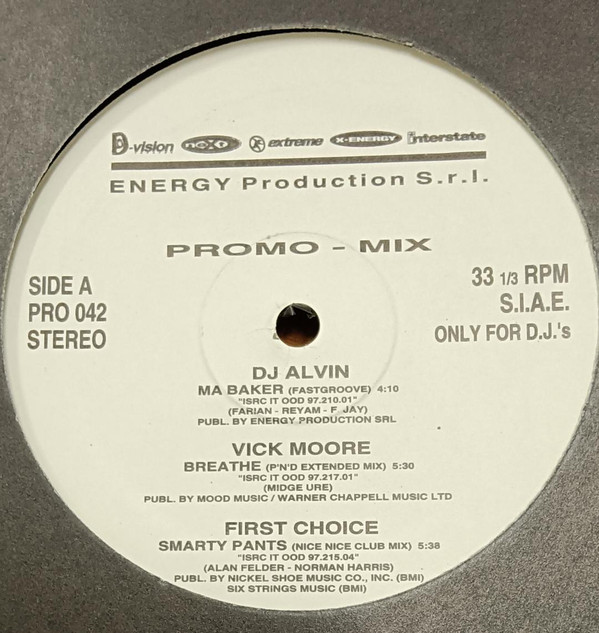 D-vision next extreme X-ENERGY interstate
ENERGY Production S.r.l.
PROMO - MIX
SIDE A
PRO 042
STEREO
33 1/3 RPM
S.I.A.E.
ONLY FOR D.J.'s
DJ ALVIN
MA BAKER (FASTGROOVE) 4:10
"ISRC IT OOD 97.210.01"
(FARIAN - REYAM - F. JAY)
PUBL. BY ENERGY PRODUCTION SRL
VICK MOORE
BREATHE (P'N'D EXTENDED MIX) 5:30
"ISRC IT OOD 97.217.01"
(MIDGE URE)
PUBL. BY MOOD MUSIC / WARNER CHAPPELL MUSIC LTD
FIRST CHOICE
SMARTY PANTS (NICE NICE CLUB MIX) 5:38
"ISRC IT OOD 97.215.04"
(ALAN FELDER - NORMAN HARRIS)
PUBL. BY NICKEL SHOE MUSIC CO., INC. (BMI)
SIX STRINGS MUSIC (BMI)